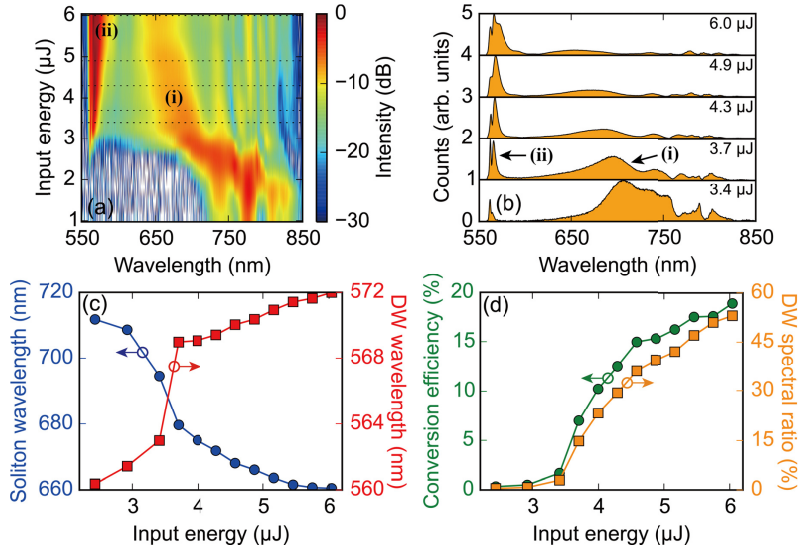 6
5
4
3
2
1
Input energy (μJ)
(ii)
(i)
(a)
550
650
750
850
Wavelength (nm)
0
−10
−20
−30
Intensity (dB)
5
4
3
2
1
0
Counts (arb. units)
6.0 μJ
4.9 μJ
4.3 μJ
3.7 μJ
3.4 μJ
(ii)
(i)
(b)
550
650
750
850
Wavelength (nm)
720
700
680
660
Soliton wavelength (nm)
(c)
572
568
564
560
DW wavelength (nm)
3
4
5
6
Input energy (μJ)
20
15
10
5
0
Conversion efficiency (%)
(d)
60
45
30
15
0
DW spectral ratio (%)
3
4
5
6
Input energy (μJ)